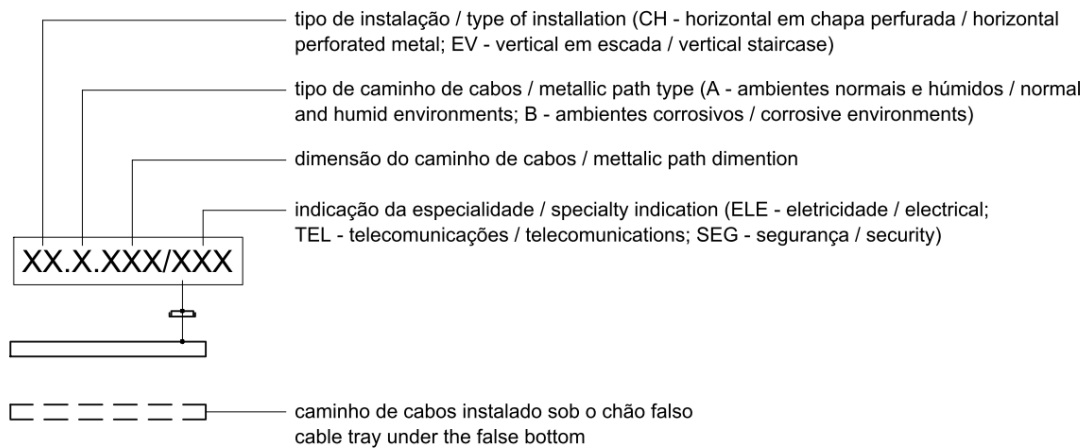 tipo de instalação / type of installation (CH - horizontal em chapa perfurada / horizontal
perforated metal; EV - vertical em escada / vertical staircase)
tipo de caminho de cabos / metallic path type (A - ambientes normais e húmidos / normal
and humid environments; B - ambientes corrosivos / corrosive environments)
dimensão do caminho de cabos / mettalic path dimention
indicação da especialidade / specialty indication (ELE - eletricidade / electrical;
TEL - telecomunicações / telecomunications; SEG - segurança / security)
XX.X.XXX/XXX
caminho de cabos instalado sob o chão falso
cable tray under the false bottom